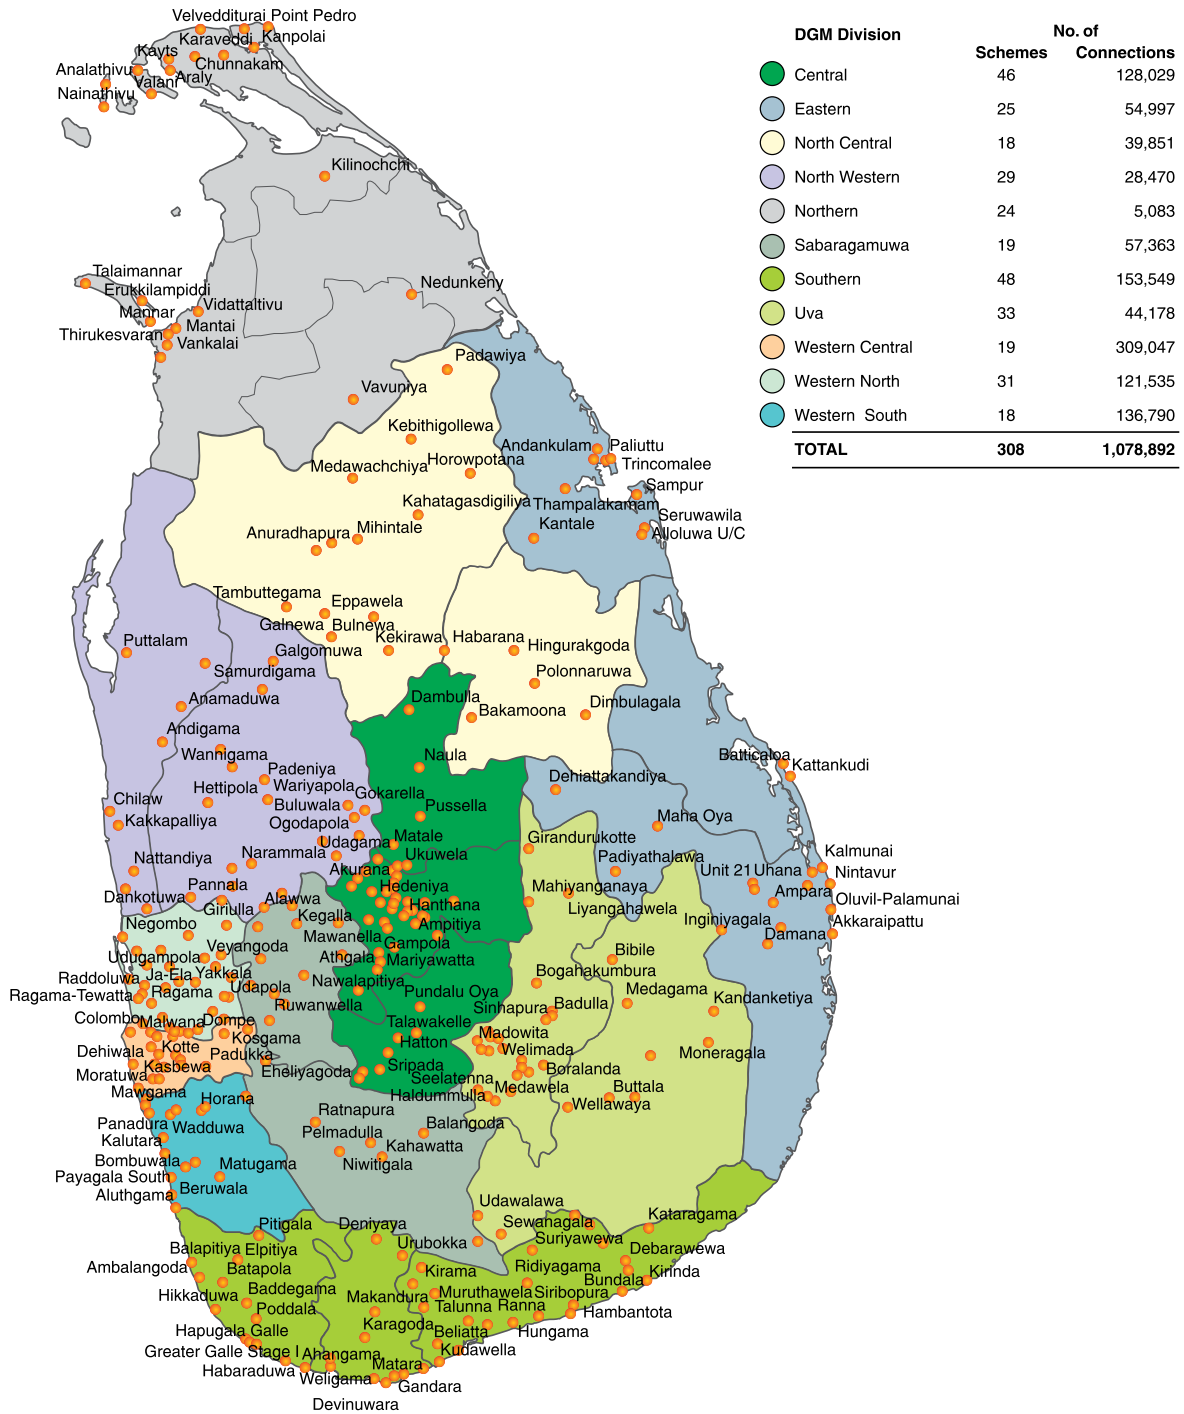 Velvedditurai Point Pedro
Karaveddi Kanpolai
Kayts
Chunnakam
Analathivu
Araly
Valani
Nainathivu
Kilinochchi
Talaimannar
Erukkilampiddi
Nedunkeny
Mannar
Vidattaltivu
Thirukesvaran
Mantai
Vankalai
Padawiya
Vavuniya
Kebithigollewa
Andankulam
Paliuttu
Medawachchiya
Horowpotana
Trincomalee
Sampur
Kahatagasdigiliya
Thampalakamam
Seruwawila
Anuradhapura
Mihintale
Kantale
Alloluwa U/C
Tambuttegama
Eppawela
Galnewa
Bulnewa
Kekirawa
Habarana
Hingurakgoda
Puttalam
Galgomuwa
Samurdigama
Polonnaruwa
Anamaduwa
Dambulla
Bakamoona
Dimbulagala
Andigama
Wannigama
Naula
Batticaloa
Kattankudi
Padeniya
Dehiattakandiya
Hettipola
Wariyapola
Gokarella
Chilaw
Buluwala
Pussella
Kakkapalliya
Ogodapola
Maha Oya
Udagama
Matale
Girandurukotte
Nattandiya
Narammala
Ukuwela
Padiyathalawa
Kalmunai
Akurana
Unit 21
Uhana
Nintavur
Pannala
Hedeniya
Mahiyanganaya
Ampara
Dankotuwa
Alawwa
Hanthana
Liyangahawela
Oluvil-Palamunai
Giriulla
Kegalla
Inginiyagala
Akkaraipattu
Negombo
Mawanella
Ampitiya
Damana
Veyangoda
Gampola
Bibile
Udugampola
Athgala
Mariyawatta
Raddoluwa
Ja-Ela
Yakkala
Nawalapitiya
Bogahakumbura
Ragama-Tewatta
Ragama
Udapola
Pundalu Oya
Medagama
Kandanketiya
Ruwanwella
Sinhapura
Badulla
Colombo
Malwana
Dompe
Talawakelle
Madowita
Kosgama
Hatton
Dehiwala
Kotte
Padukka
Welimada
Moneragala
Kasbewa
Eheliyagoda
Sripada
Boralanda
Moratuwa
Seelatenna
Medawela
Buttala
Mawgama
Horana
Haldummulla
Wellawaya
Panadura
Wadduwa
Ratnapura
Balangoda
Kalutara
Pelmadulla
Kahawatta
Bombuwala
Matugama
Niwitigala
Payagala South
Beruwala
Aluthgama
Udawalawa
Pitigala
Deniyaya
Sewanagala
Kataragama
Urubokka
Suriyawewa
Balapitiya
Elpitiya
Debarawewa
Ambalangoda
Batapola
Kirama
Ridiyagama
Kirinda
Baddegama
Bundala
Hikkaduwa
Makandura
Muruthawela
Siribopura
Poddala
Talunna
Ranna
Hambantota
Hapugala
Galle
Karagoda
Beliatta
Hungama
Greater Galle Stage I
Ahangama
Kudawella
Habaraduwa
Matara
Weligama
Gandara
Devinuwara
DGM Division No. of
Schemes Connections
Central 46 128,029
Eastern 25 54,997
North Central 18 39,851
North Western 29 28,470
Northern 24 5,083
Sabaragamuwa 19 57,363
Southern 48 153,549
Uva 33 44,178
Western Central 19 309,047
Western North 31 121,535
Western South 18 136,790
TOTAL 308 1,078,892